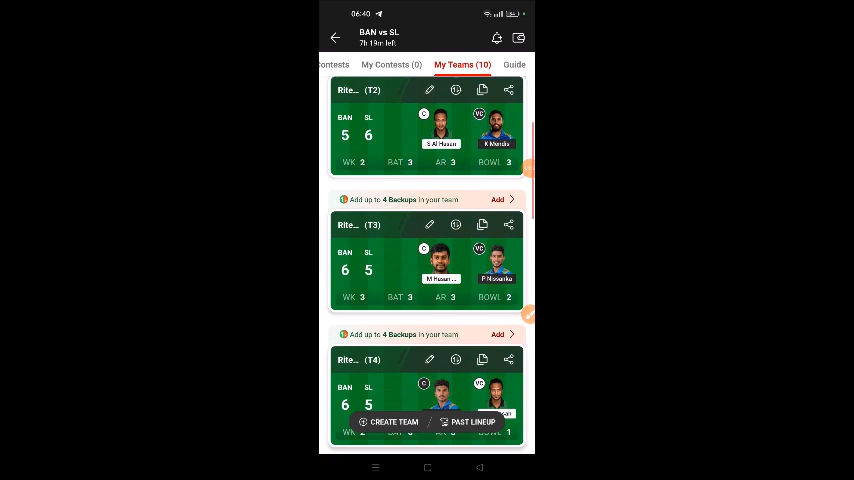 06:40
BAN vs SL
7h 19m left
ontests My Contests (0) My Teams (10) Guide
Rite... (T2)
BAN SL
5 6
C VC
S Al Hasan K Mendis
WK 2 BAT 3 AR 3 BOWL 3
Add up to 4 Backups in your team Add
Rite... (T3)
BAN SL
6 5
C VC
M Hasan ... P Nissanka
WK 3 BAT 3 AR 3 BOWL 2
Add up to 4 Backups in your team Add
Rite... (T4)
BAN SL
6 5
C VC
CREATE TEAM / PAST LINEUP
BOWL 1